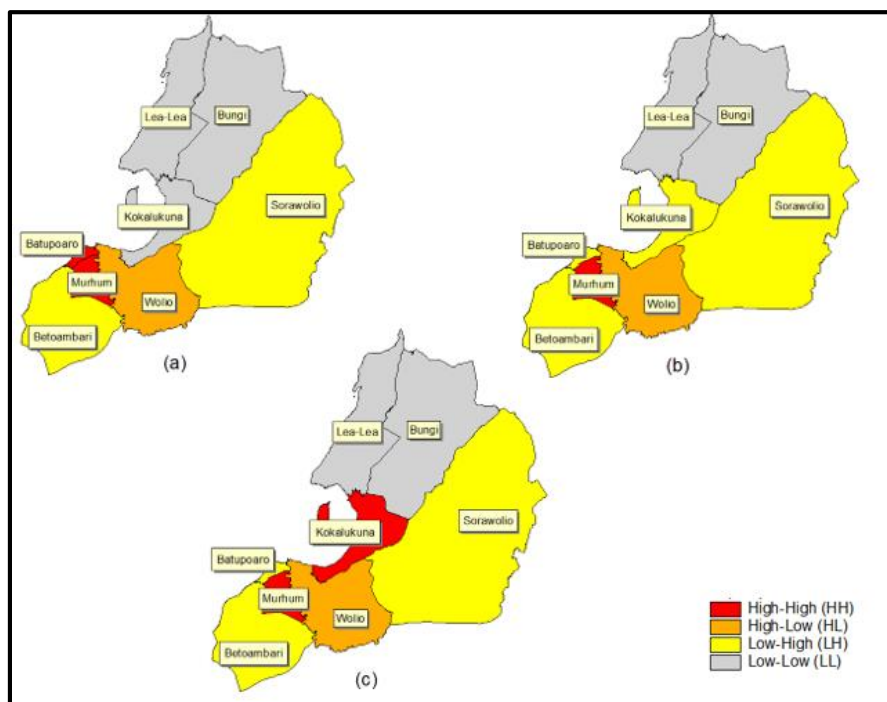 Lea-Lea
Bungi
Sorawolio
Kokalukuna
Batupoaro
Murhum
Wolio
Betoambari
(a)
Lea-Lea
Bungi
Sorawolio
Kokalukuna
Batupoaro
Murhum
Wolio
Betoambari
(b)
Lea-Lea
Bungi
Sorawolio
Kokalukuna
Batupoaro
Murhum
Wolio
Betoambari
(c)
High-High (HH)
High-Low (HL)
Low-High (LH)
Low-Low (LL)